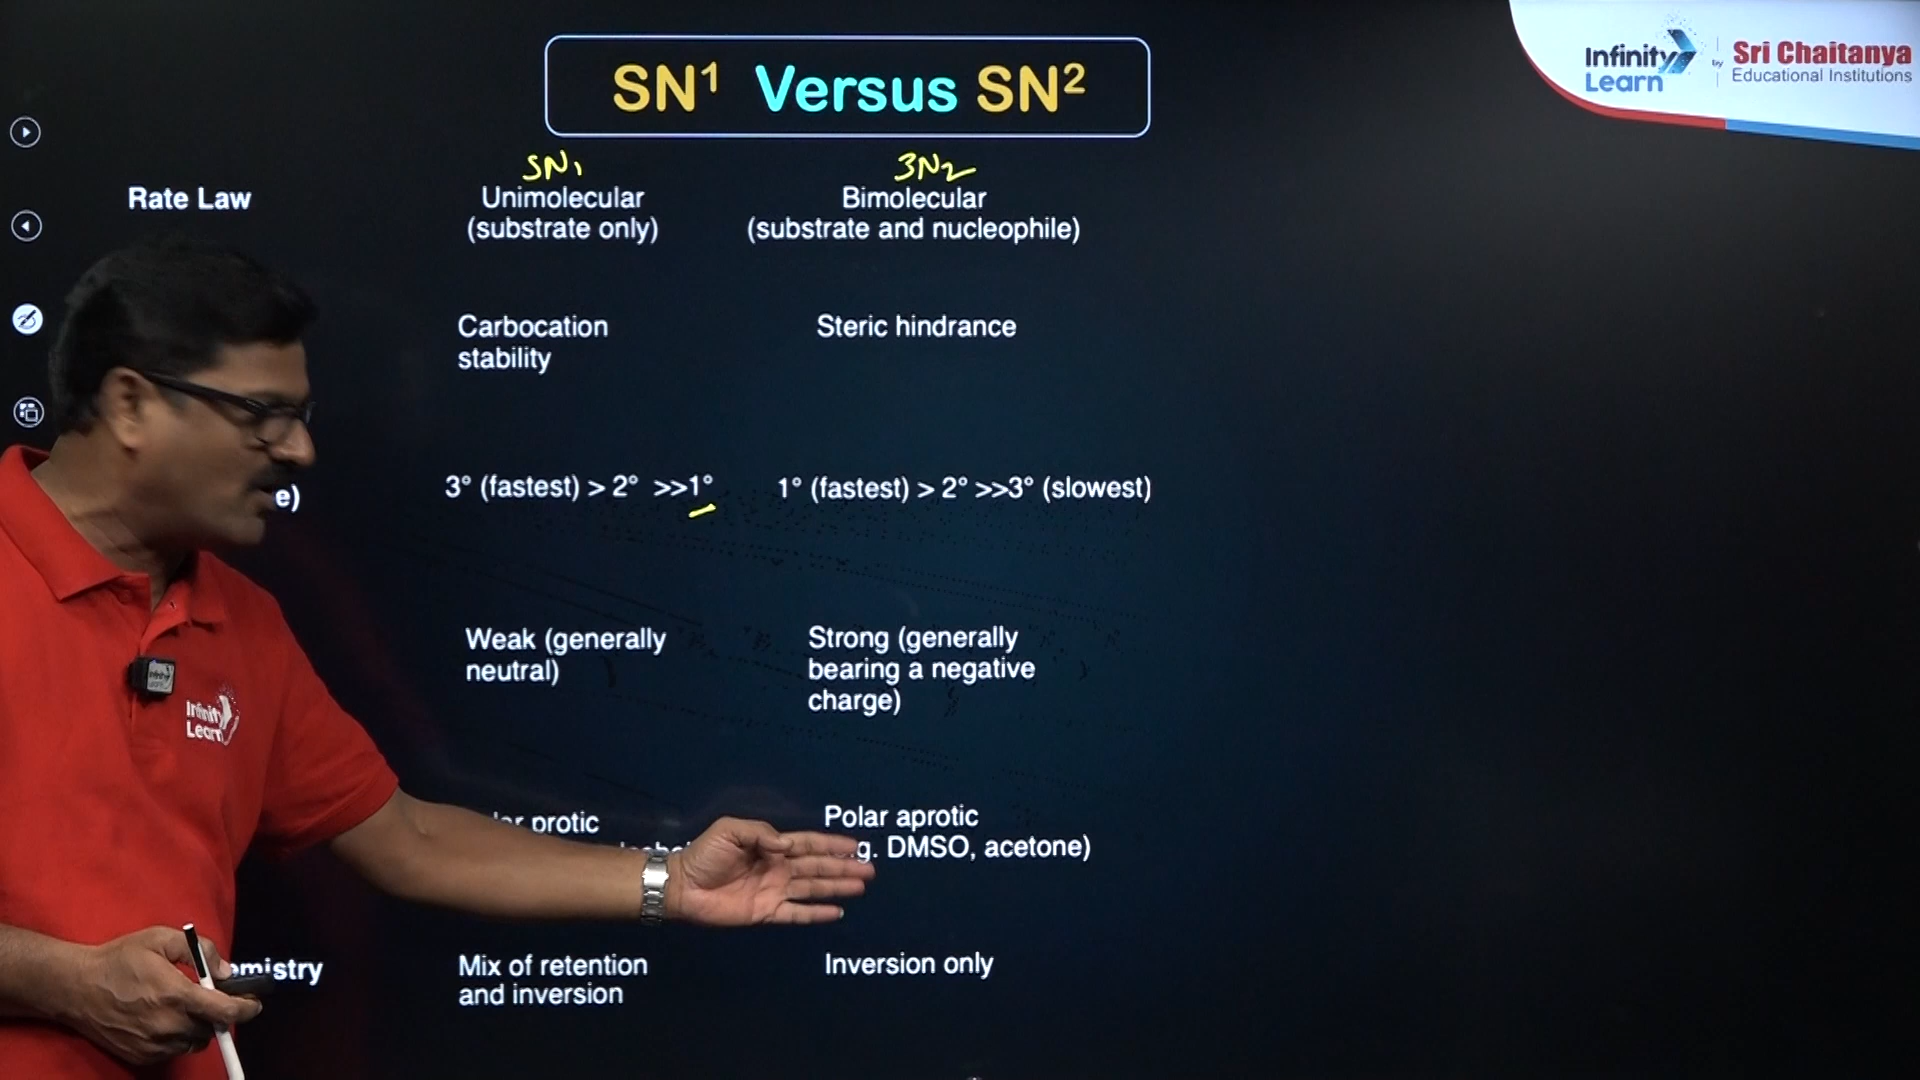 SN¹ Versus SN²
Infinity Learn by Sri Chaitanya Educational Institutions
SN1
SN2
Rate Law
Unimolecular
(substrate only)
Bimolecular
(substrate and nucleophile)
Carbocation
stability
Steric hindrance
e)
3° (fastest) > 2° >>1°
1° (fastest) > 2° >>3° (slowest)
Weak (generally
neutral)
Strong (generally
bearing a negative
charge)
Infinity
Learn
protic
Polar aprotic
g. DMSO, acetone)
emistry
Mix of retention
and inversion
Inversion only